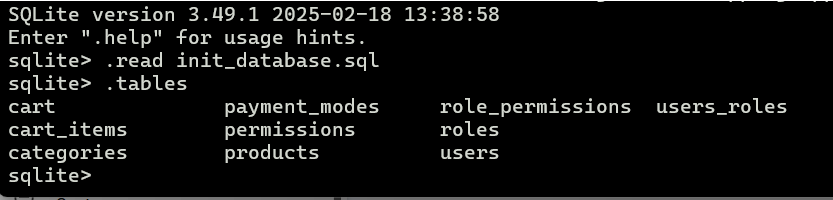 SQLite version 3.49.1 2025-02-18 13:38:58
Enter ".help" for usage hints.
sqlite> .read init_database.sql
sqlite> .tables
cart             payment_modes     role_permissions  users_roles
cart_items       permissions       roles
categories       products          users
sqlite>